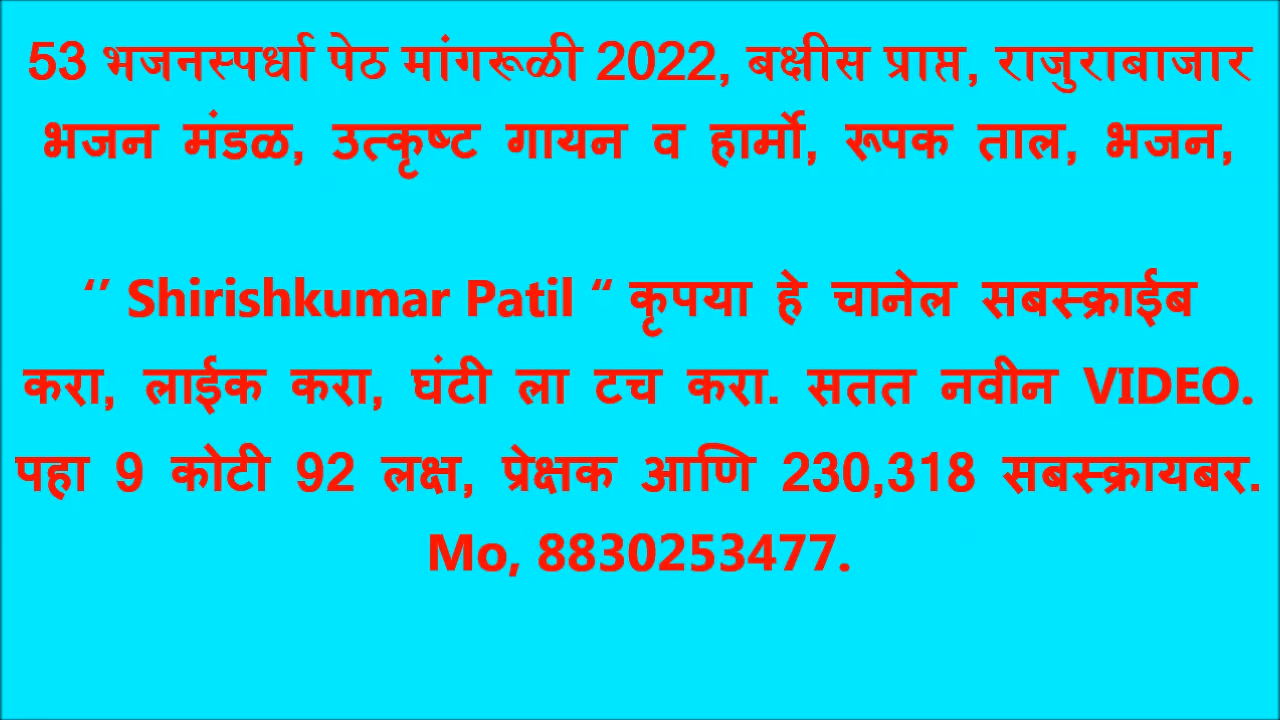 53 भजनस्पर्धा पेठ मांगरूळी 2022, बक्षीस प्राप्त, राजुराबाजार
भजन मंडळ, उत्कृष्ट गायन व हार्मो, रूपक ताल, भजन,
‘’ Shirishkumar Patil “ कृपया हे चानेल सबस्क्राईब
करा, लाईक करा, घंटी ला टच करा. सतत नवीन VIDEO.
पहा 9 कोटी 92 लक्ष, प्रेक्षक आणि 230,318 सबस्क्रायबर.
Mo, 8830253477.